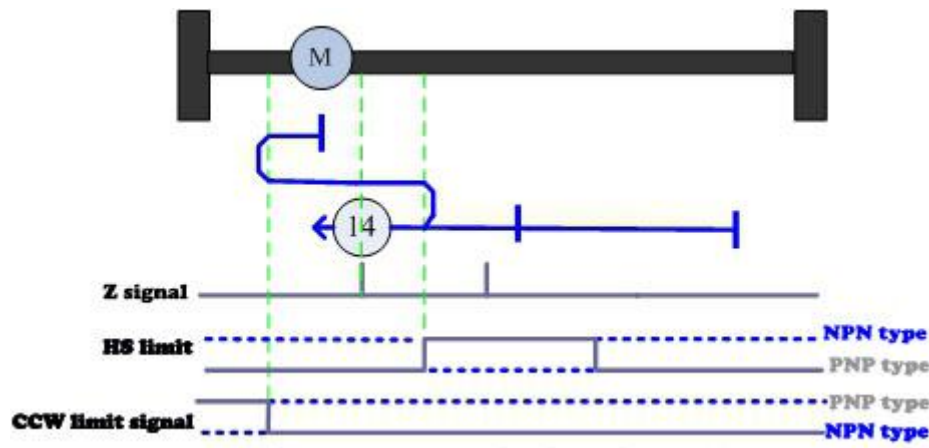 M
14
Z signal
HS limit
NPN type
PNP type
CCW limit signal
PNP type
NPN type